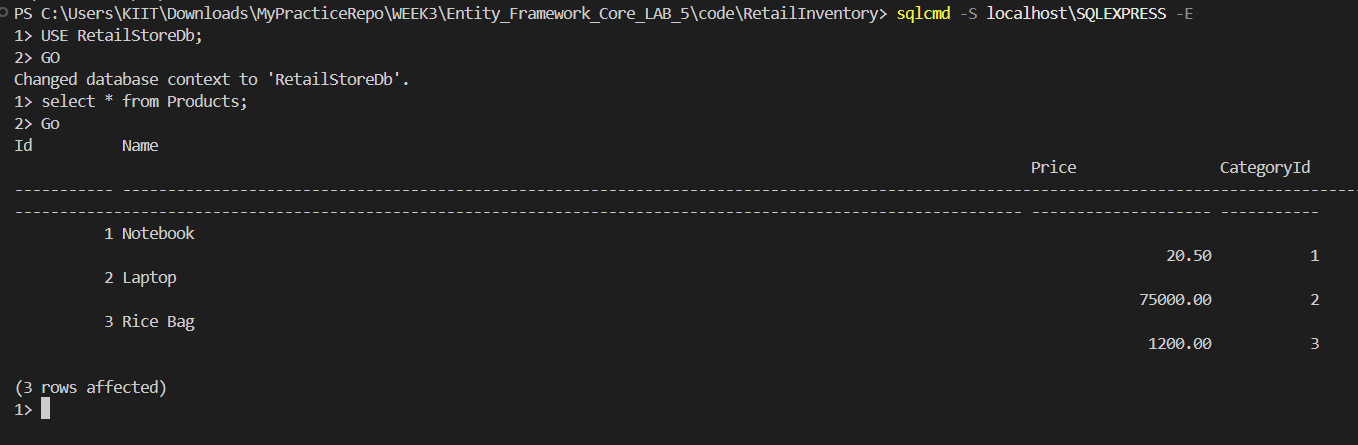 PS C:\Users\KIIT\Downloads\MyPracticeRepo\WEEK3\Entity_Framework_Core_LAB_5\code\RetailInventory> sqlcmd -S localhost\SQLEXPRESS -E
1> USE RetailStoreDb;
2> GO
Changed database context to 'RetailStoreDb'.
1> select * from Products;
2> Go
Id          Name
Price                CategoryId
----------- ----------------------------------------------------------------------------------------------------------------------------------------
---------------------------------------------------------------------------------------------------------------- -------------------- -----------
1 Notebook
20.50           1
2 Laptop
75000.00           2
3 Rice Bag
1200.00           3
(3 rows affected)
1>